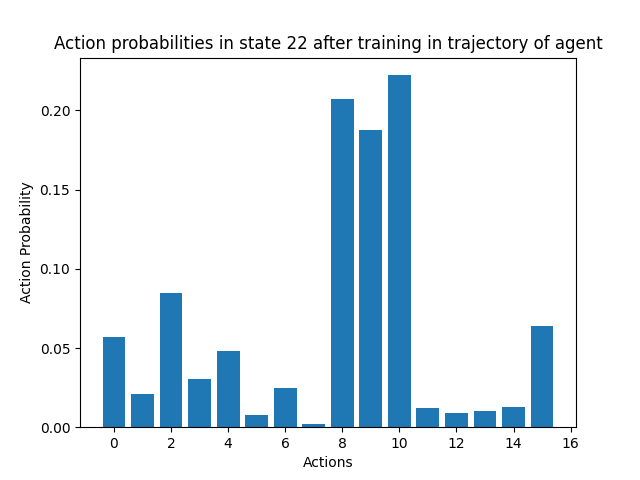 Action probabilities in state 22 after training in trajectory of agent
Action Probability
0.20
0.15
0.10
0.05
0.00
0 2 4 6 8 10 12 14 16
Actions